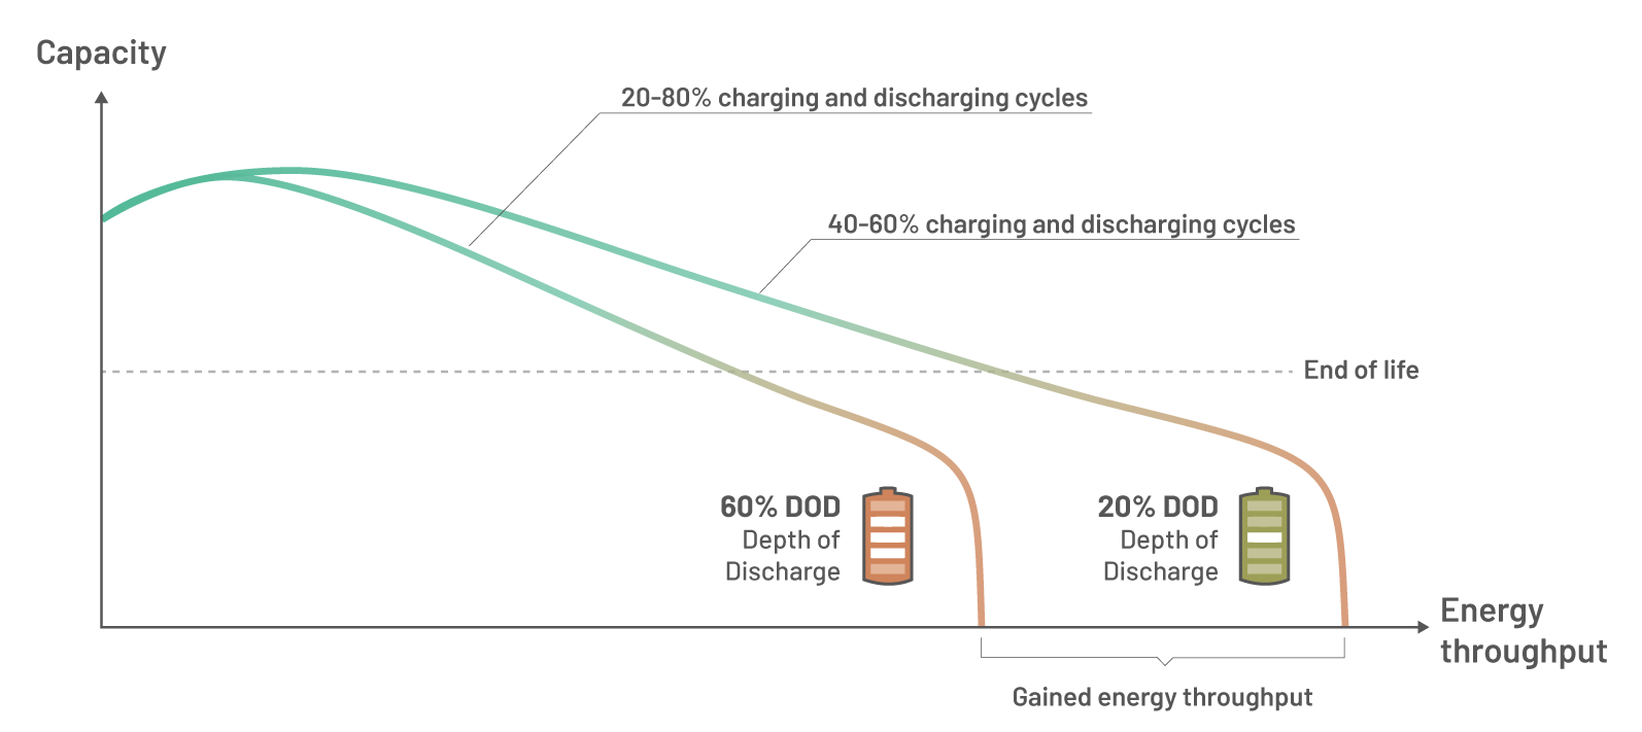 Capacity
20-80% charging and discharging cycles
40-60% charging and discharging cycles
End of life
60% DOD
Depth of
Discharge
20% DOD
Depth of
Discharge
Energy
throughput
Gained energy throughput